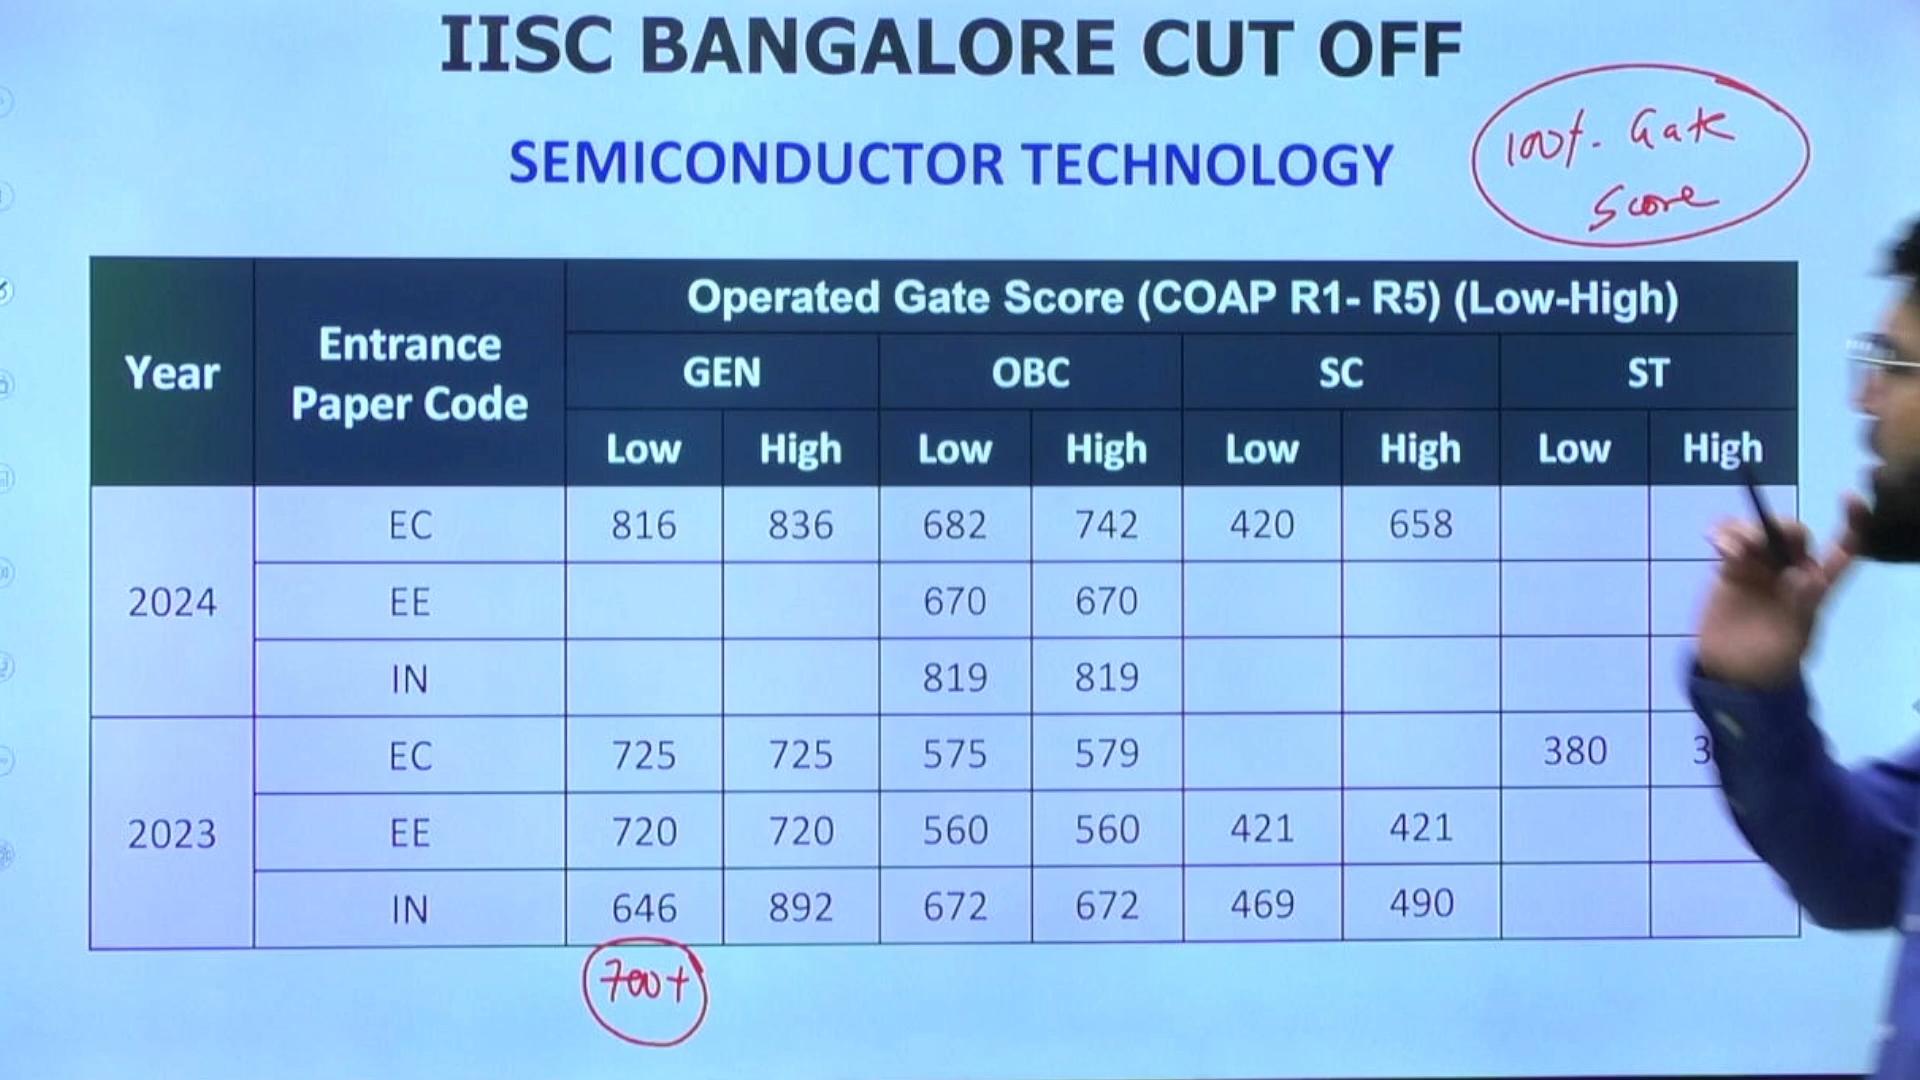 IISC BANGALORE CUT OFF
SEMICONDUCTOR TECHNOLOGY
100%. Gate
Score
Year Entrance Paper Code Operated Gate Score (COAP R1- R5) (Low-High)
GEN OBC SC ST
Low High Low High Low High Low High
2024 EC 816 836 682 742 420 658
EE 670 670
IN 819 819
2023 EC 725 725 575 579 380
EE 720 720 560 560 421 421
IN 646 892 672 672 469 490
700+